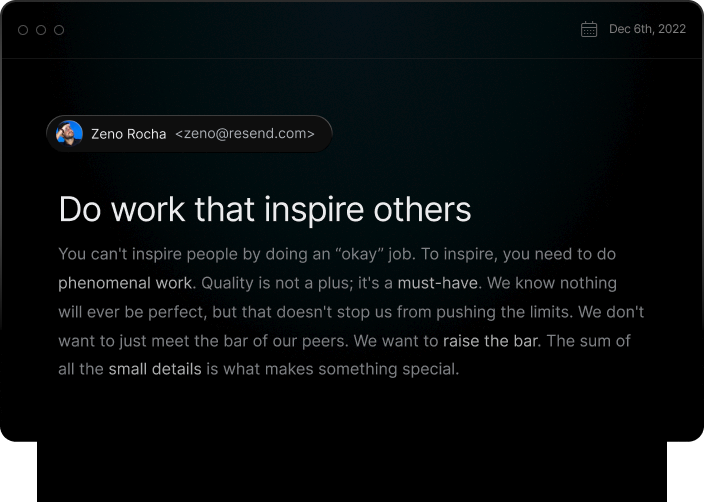 Dec 6th, 2022
Zeno Rocha <zeno@resend.com>
Do work that inspire others
You can't inspire people by doing an “okay” job. To inspire, you need to do
phenomenal work. Quality is not a plus; it's a must-have. We know nothing
will ever be perfect, but that doesn't stop us from pushing the limits. We don't
want to just meet the bar of our peers. We want to raise the bar. The sum of
all the small details is what makes something special.